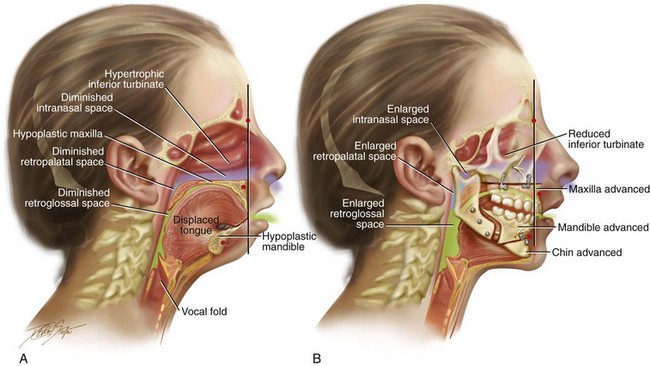 Hypertrophic
inferior turbinate
Diminished
intranasal space
Hypoplastic maxilla
Diminished
retropalatal space
Diminished
retroglossal space
Displaced
tongue
Hypoplastic
mandible
Vocal fold
A
Enlarged
intranasal space
Enlarged
retropalatal space
Enlarged
retroglossal
space
Reduced
inferior turbinate
Maxilla advanced
Mandible advanced
Chin advanced
B